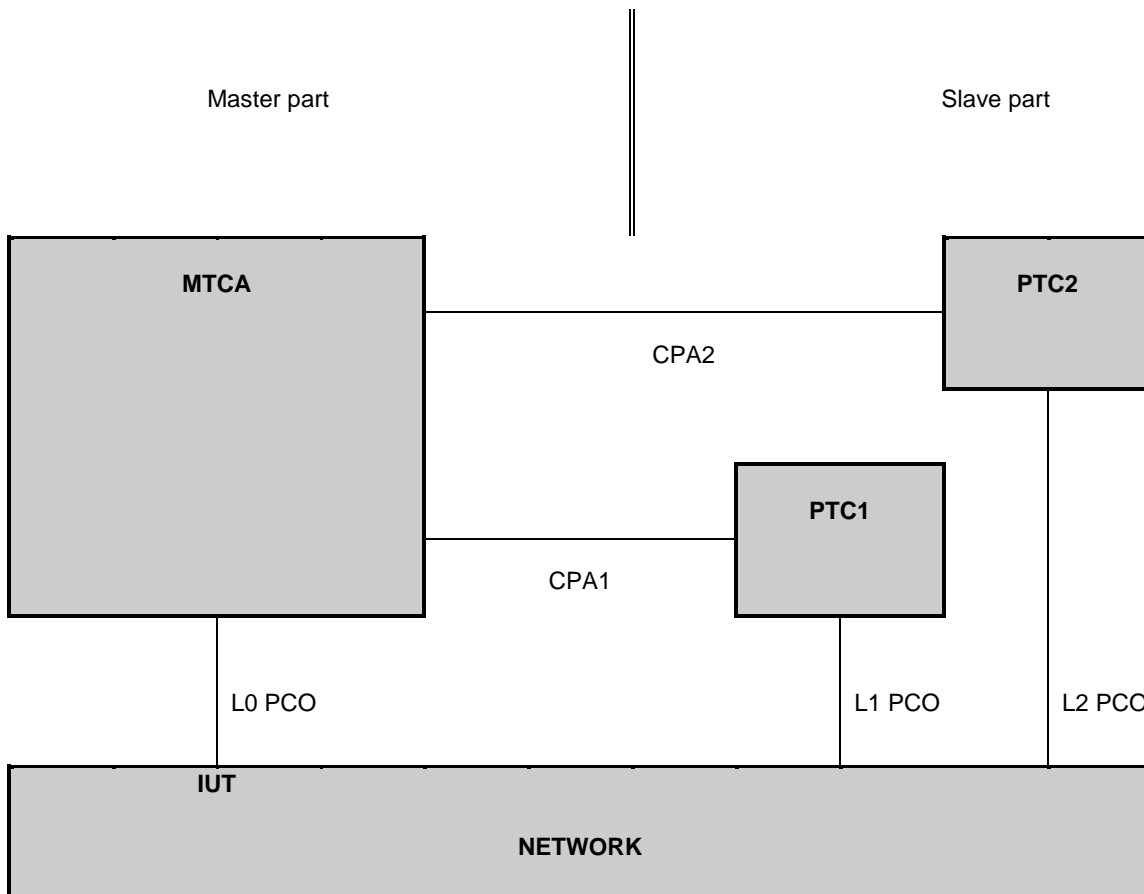 Master part
Slave part
MTCA
PTC2
CPA2
PTC1
CPA1
L0 PCO
L1 PCO
L2 PCO
IUT
NETWORK